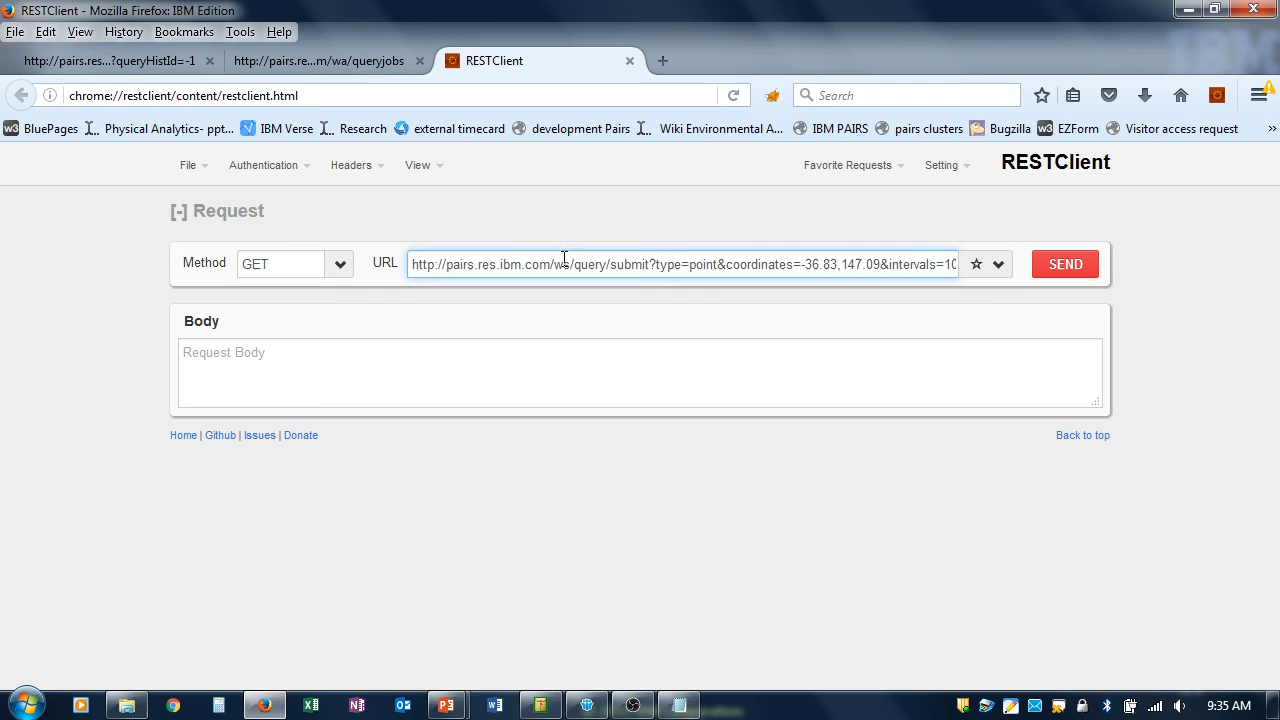 RESTClient - Mozilla Firefox: IBM Edition
File Edit View History Bookmarks Tools Help
http://pairs.res...?queryHistId=-1 http://pairs.re...m/wa/queryjobs RESTClient
chrome://restclient/content/restclient.html Search
w3 BluePages Physical Analytics- ppt... IBM Verse Research external timecard development Pairs Wiki Environmental A... IBM PAIRS pairs clusters Bugzilla w3 EZForm Visitor access request
File Authentication Headers View Favorite Requests Setting RESTClient
[-] Request
Method GET URL http://pairs.res.ibm.com/ws/query/submit?type=point&coordinates=-36.83,147.09&intervals=10 SEND
Body
Request Body
Home | Github | Issues | Donate Back to top
9:35 AM